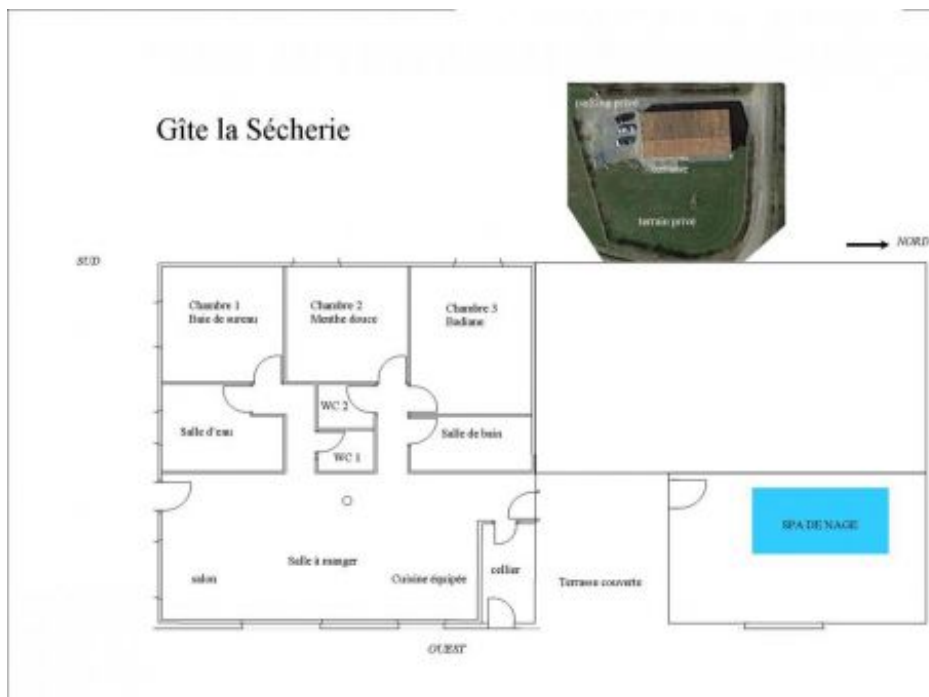 Gîte la Sécherie
parking privé
terrasse
terrain privé
SUD
NORD
Chambre 1
Baie de sureau
Chambre 2
Menthe douce
Chambre 3
Badiane
WC 2
Salle d'eau
Salle de bain
WC 1
SPA DE NAGE
Salle à manger
salon
Cuisine équipée
cellier
Terrasse couverte
OUEST